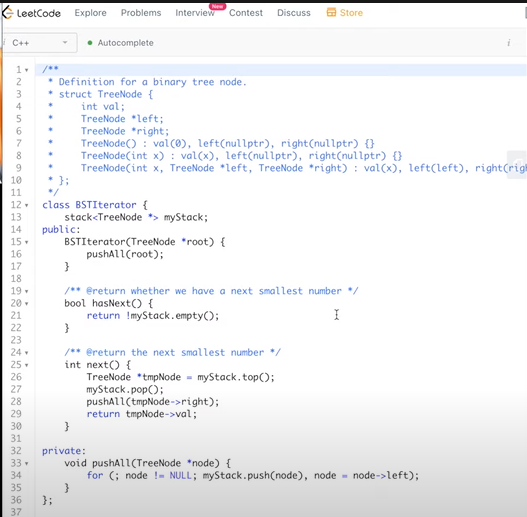 LeetCode Explore Problems Interview New Contest Discuss Store
C++ Autocomplete i
1 /**
2 * Definition for a binary tree node.
3 * struct TreeNode {
4 *     int val;
5 *     TreeNode *left;
6 *     TreeNode *right;
7 *     TreeNode() : val(0), left(nullptr), right(nullptr) {}
8 *     TreeNode(int x) : val(x), left(nullptr), right(nullptr) {}
9 *     TreeNode(int x, TreeNode *left, TreeNode *right) : val(x), left(left), right(righ
10 * };
11 */
12 class BSTIterator {
13     stack<TreeNode *> myStack;
14 public:
15     BSTIterator(TreeNode *root) {
16         pushAll(root);
17     }
18
19     /** @return whether we have a next smallest number */
20     bool hasNext() {
21         return !myStack.empty();
22     }
23
24     /** @return the next smallest number */
25     int next() {
26         TreeNode *tmpNode = myStack.top();
27         myStack.pop();
28         pushAll(tmpNode->right);
29         return tmpNode->val;
30     }
31
32 private:
33     void pushAll(TreeNode *node) {
34         for (; node != NULL; myStack.push(node), node = node->left);
35     }
36 };
37